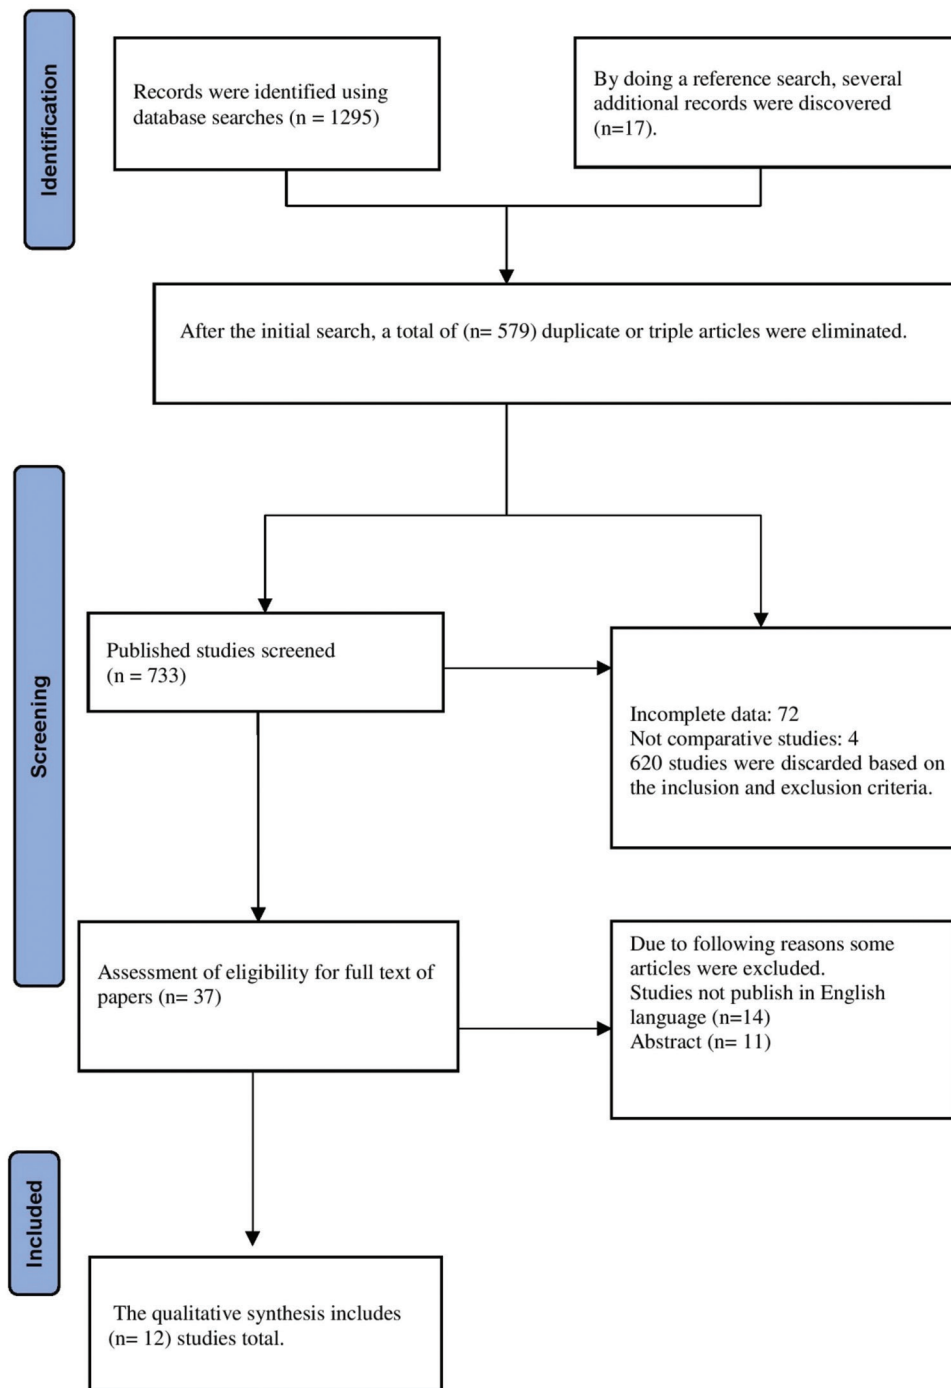 Identification
Records were identified using
database searches (n = 1295)
By doing a reference search, several
additional records were discovered
(n=17).
After the initial search, a total of (n= 579) duplicate or triple articles were eliminated.
Screening
Published studies screened
(n = 733)
Incomplete data: 72
Not comparative studies: 4
620 studies were discarded based on
the inclusion and exclusion criteria.
Assessment of eligibility for full text of
papers (n= 37)
Due to following reasons some
articles were excluded.
Studies not publish in English
language (n=14)
Abstract (n= 11)
Included
The qualitative synthesis includes
(n= 12) studies total.